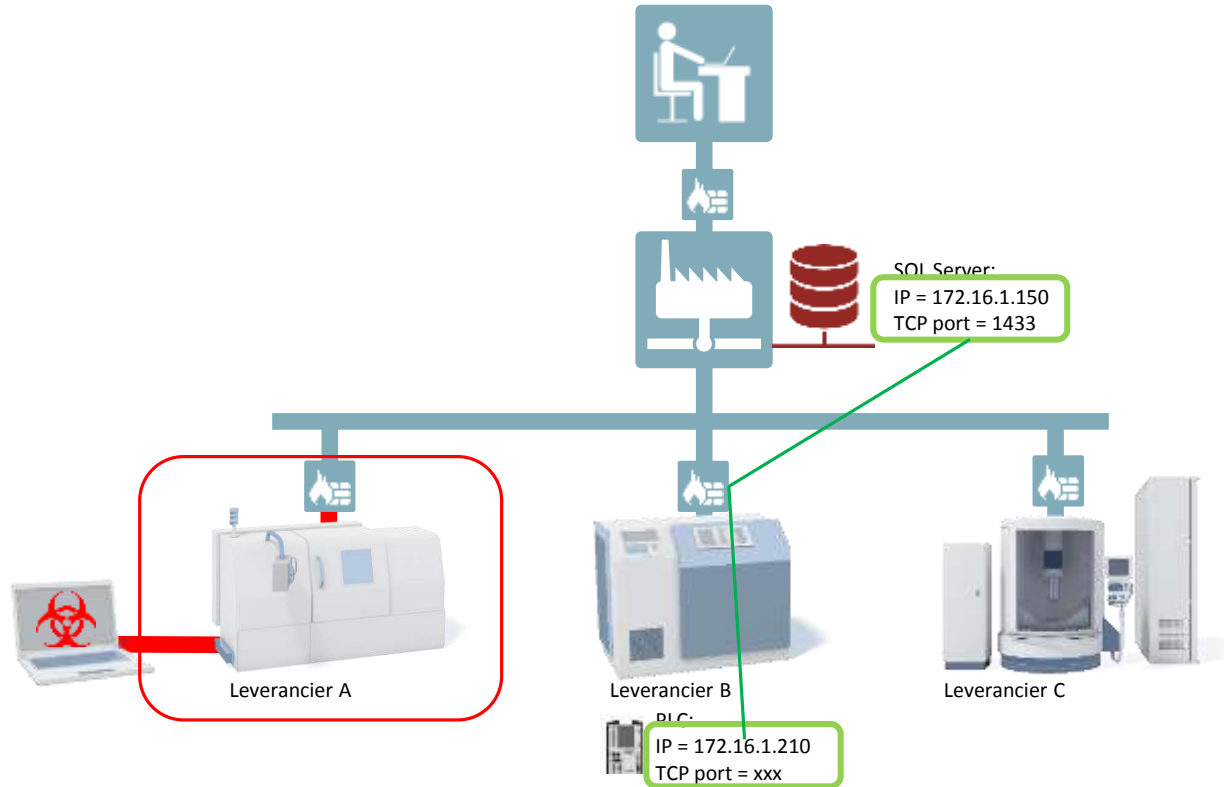 SQL Server:
IP = 172.16.1.150
TCP port = 1433
Leverancier A
Leverancier B
Leverancier C
PLC:
IP = 172.16.1.210
TCP port = xxx